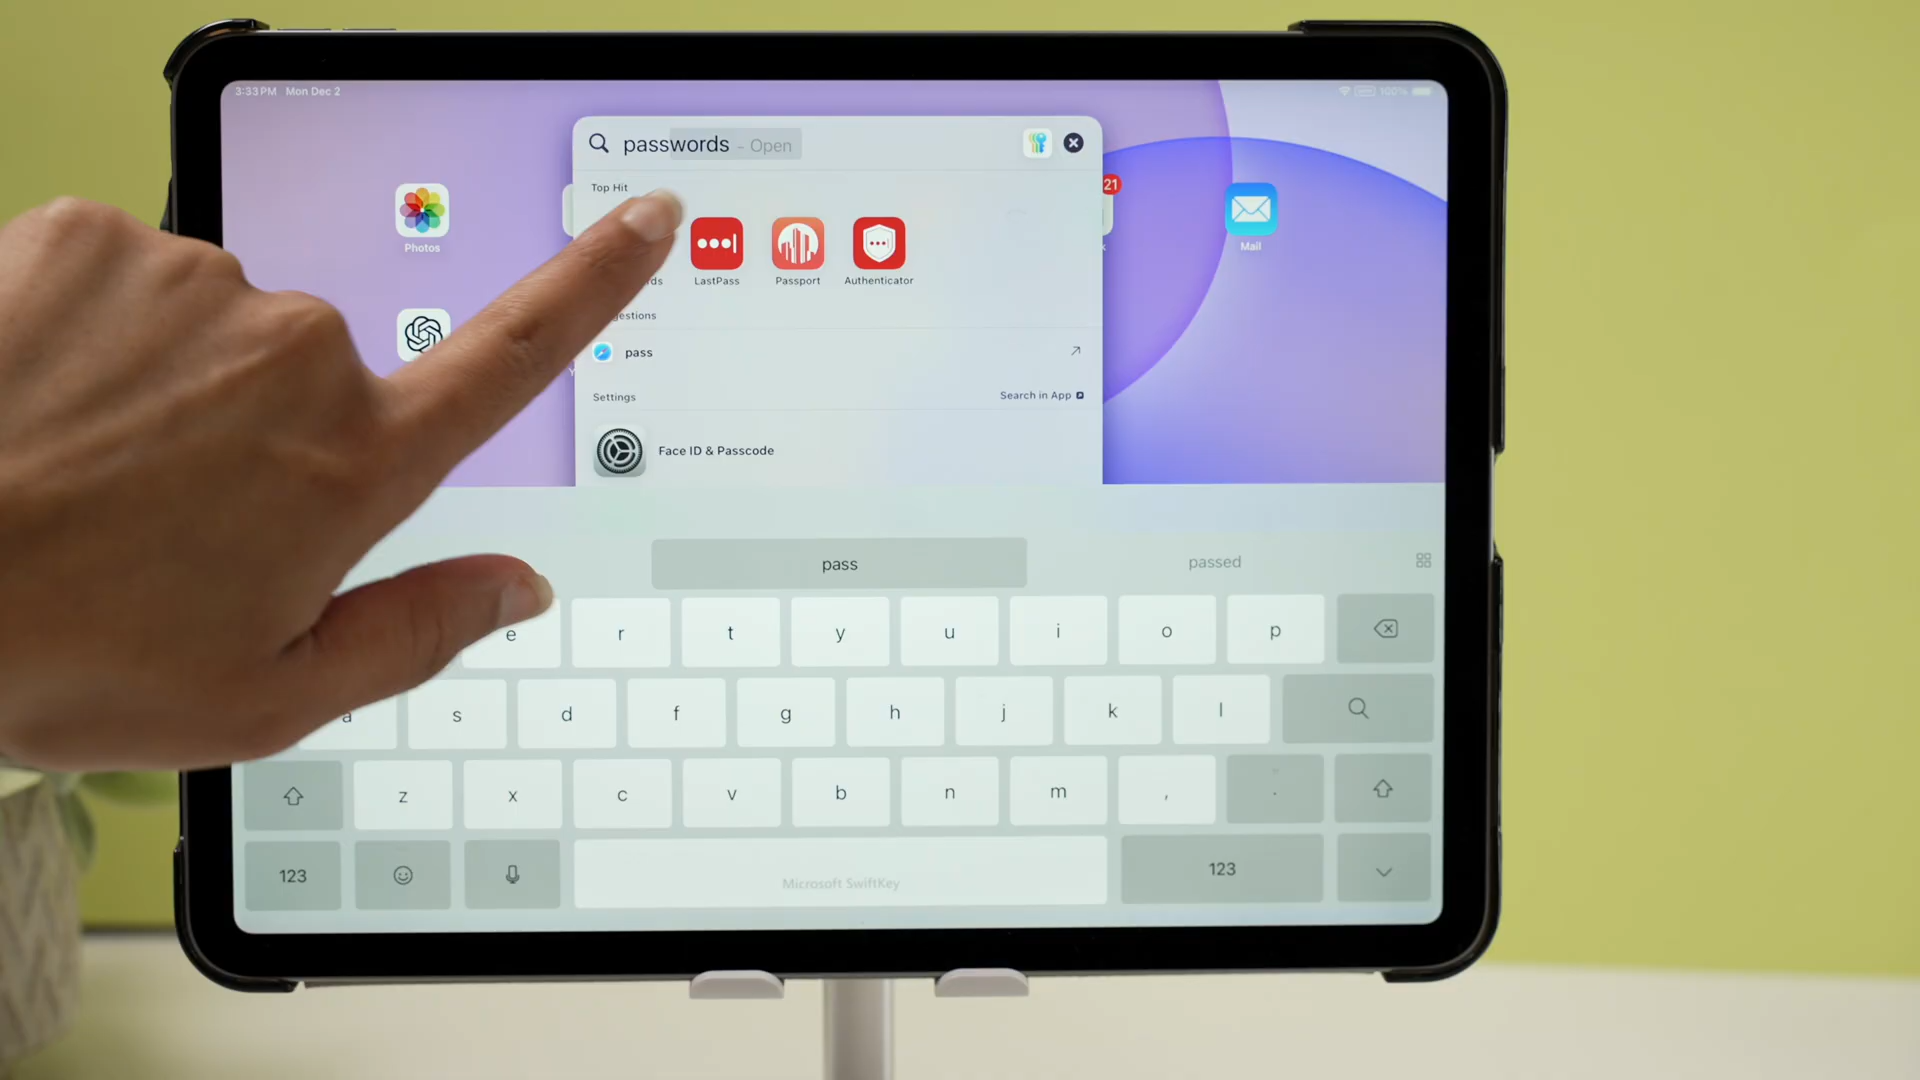 3:33 PM Mon Dec 2
100%
passwords - Open
Top Hit
21
Photos
LastPass
Passport
Authenticator
Mail
pass
Settings
Search in App
Face ID & Passcode
pass
passed
e r t y u i o p
a s d f g h j k l
z x c v b n m , .
123
123
Microsoft SwiftKey